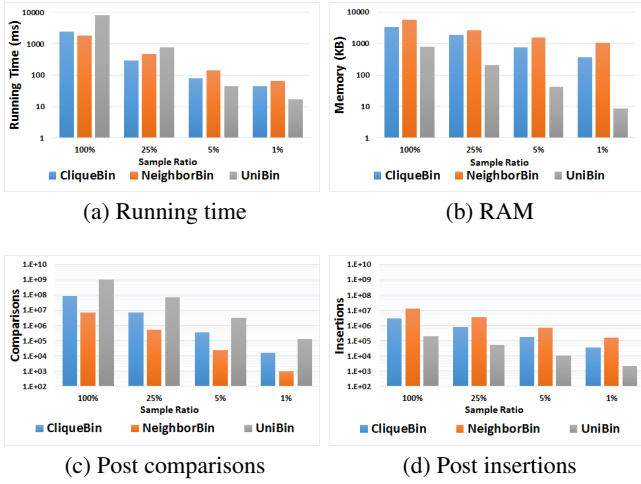 Running Time (ms)
10000
1000
100
10
1
100% 25% 5% 1%
Sample Ratio
CliqueBin NeighborBin UniBin
(a) Running time
Memory (KB)
10000
1000
100
10
1
100% 25% 5% 1%
Sample Ratio
CliqueBin NeighborBin UniBin
(b) RAM
Comparisons
1.E+10
1.E+09
1.E+08
1.E+07
1.E+06
1.E+05
1.E+04
1.E+03
1.E+02
100% 25% 5% 1%
Sample Ratio
CliqueBin NeighborBin UniBin
(c) Post comparisons
Insertions
1.E+10
1.E+09
1.E+08
1.E+07
1.E+06
1.E+05
1.E+04
1.E+03
1.E+02
100% 25% 5% 1%
Sample Ratio
CliqueBin NeighborBin UniBin
(d) Post insertions